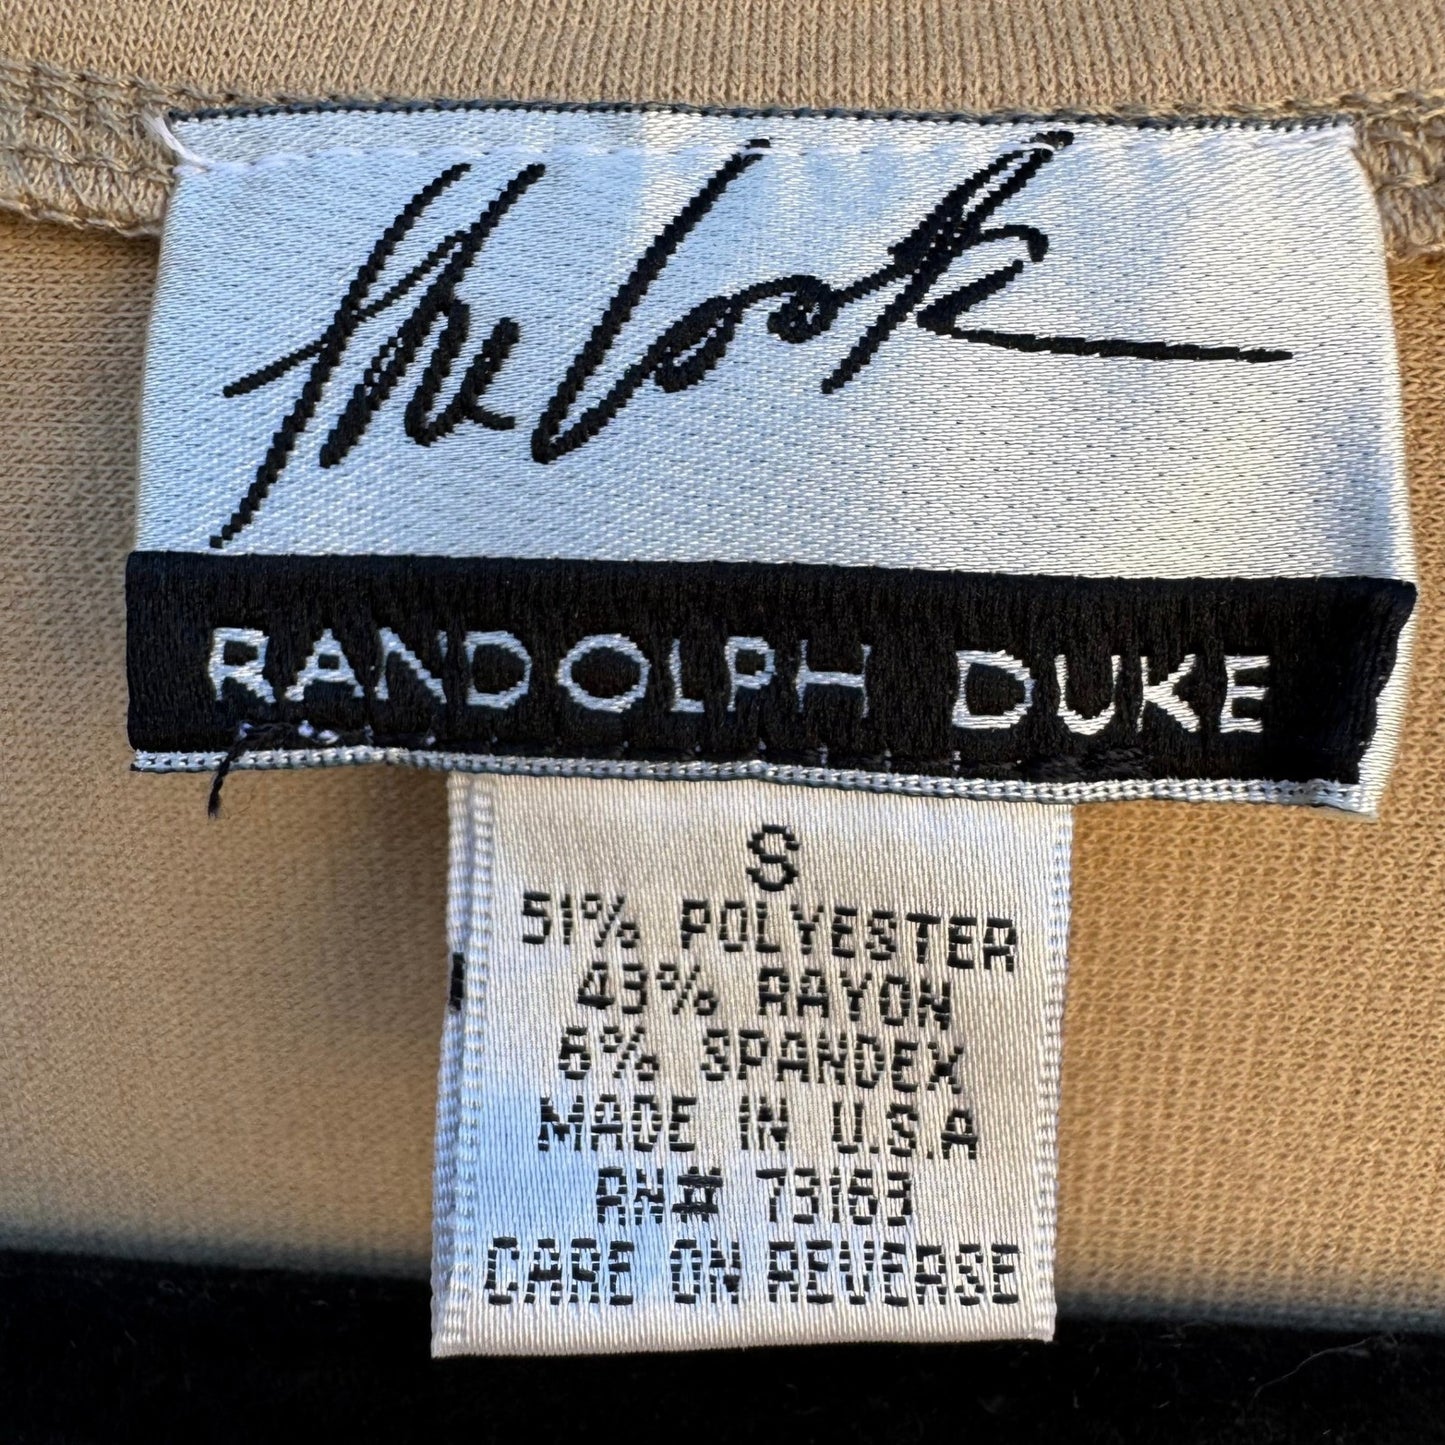 the look
RANDOLPH DUKE
S
51% POLYESTER
43% RAYON
6% SPANDEX
MADE IN U.S.A
RN# 73163
CARE ON REVERSE